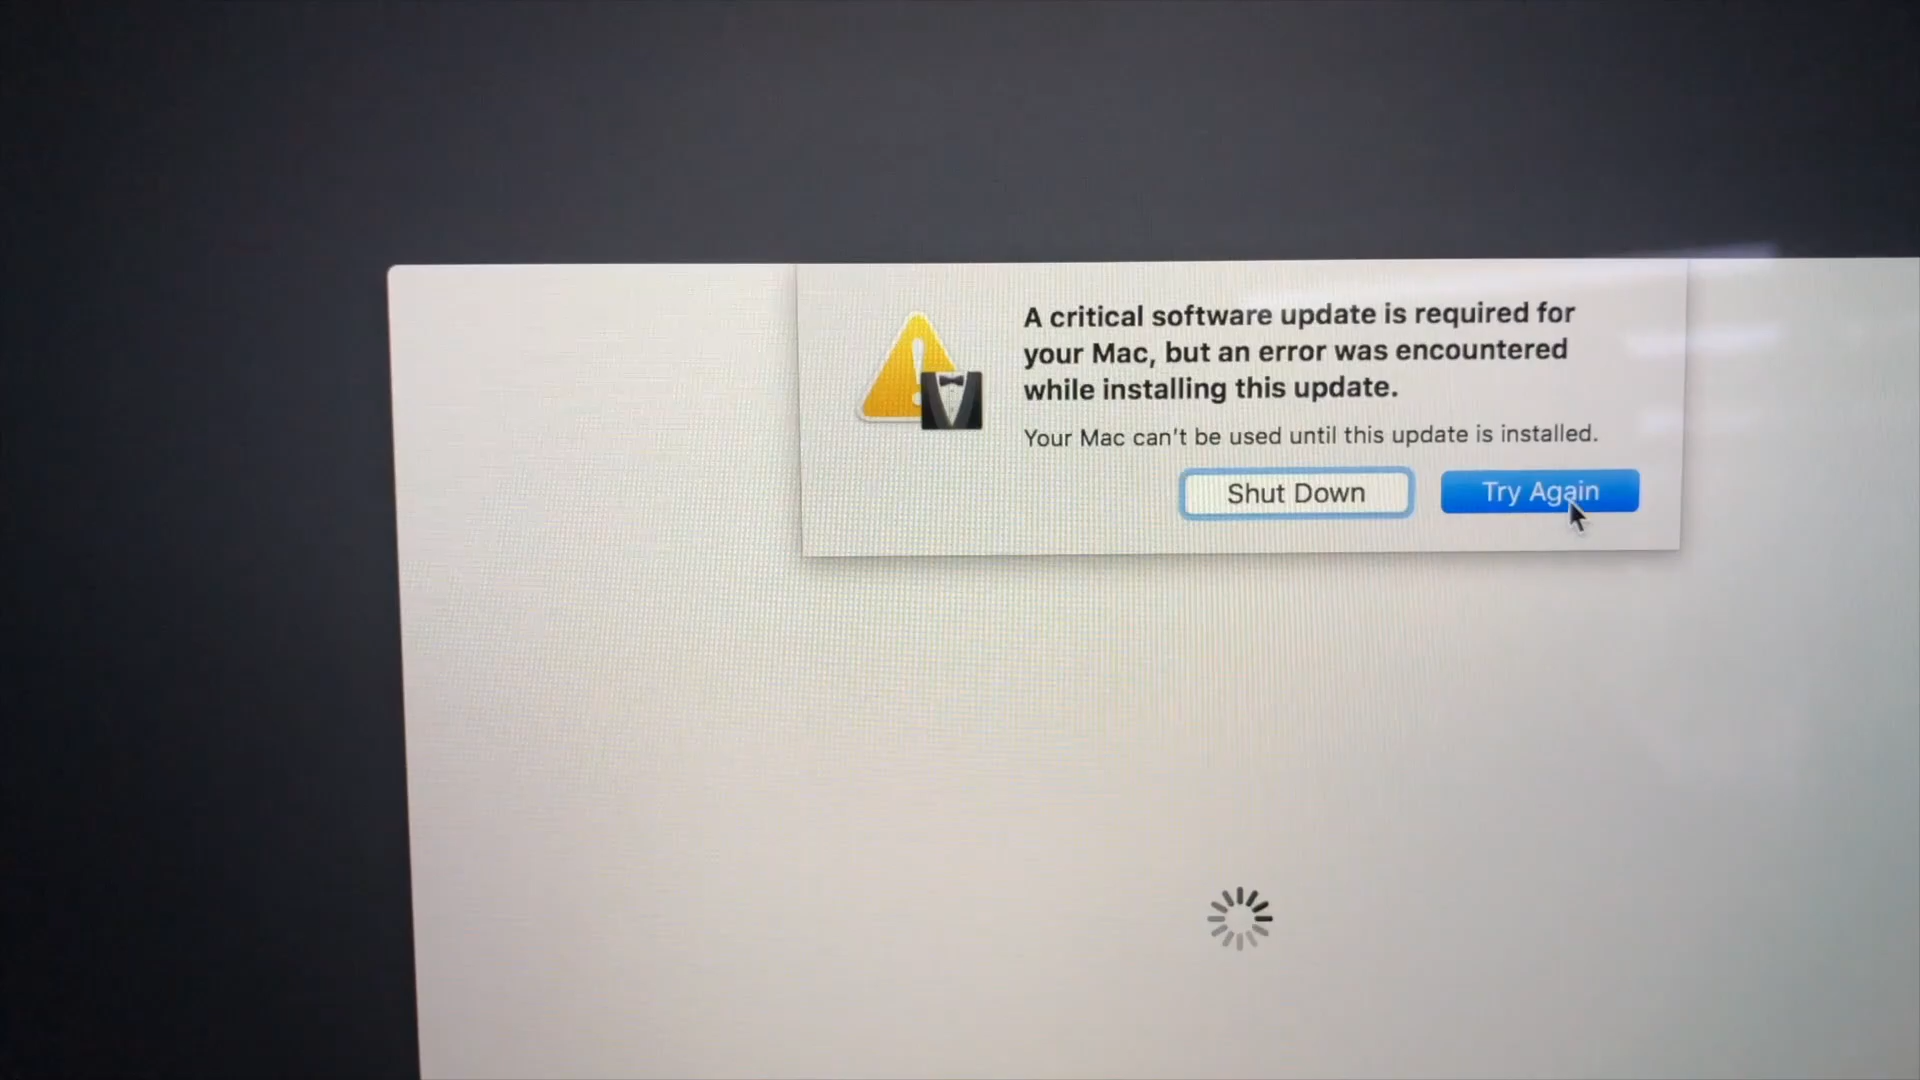 A critical software update is required for
your Mac, but an error was encountered
while installing this update.
Your Mac can't be used until this update is installed.
Shut Down
Try Again